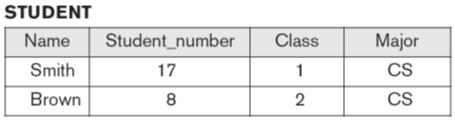 STUDENT
Name Student_number Class Major
Smith 17 1 CS
Brown 8 2 CS